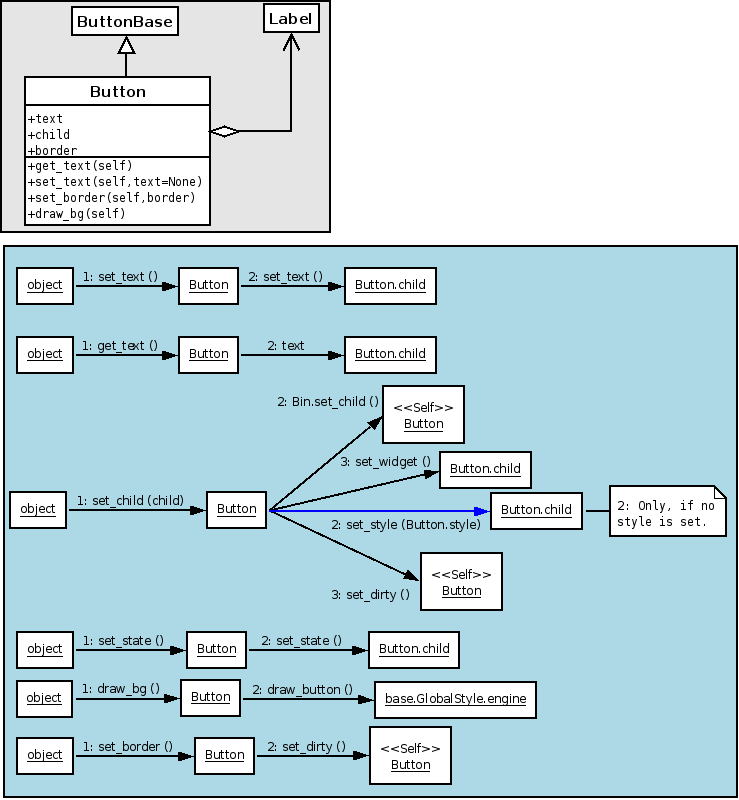 ButtonBase
Label
Button
+text
+child
+border
+get_text(self)
+set_text(self,text=None)
+set_border(self,border)
+draw_bg(self)
object
1: set_text ()
Button
2: set_text ()
Button.child
object
1: get_text ()
Button
2: text
Button.child
object
1: set_child (child)
Button
2: Bin.set_child ()
<<Self>>
Button
3: set_widget ()
Button.child
2: set_style (Button.style)
Button.child
2: Only, if no
style is set.
3: set_dirty ()
<<Self>>
Button
object
1: set_state ()
Button
2: set_state ()
Button.child
object
1: draw_bg ()
Button
2: draw_button ()
base.GlobalStyle.engine
object
1: set_border ()
Button
2: set_dirty ()
<<Self>>
Button